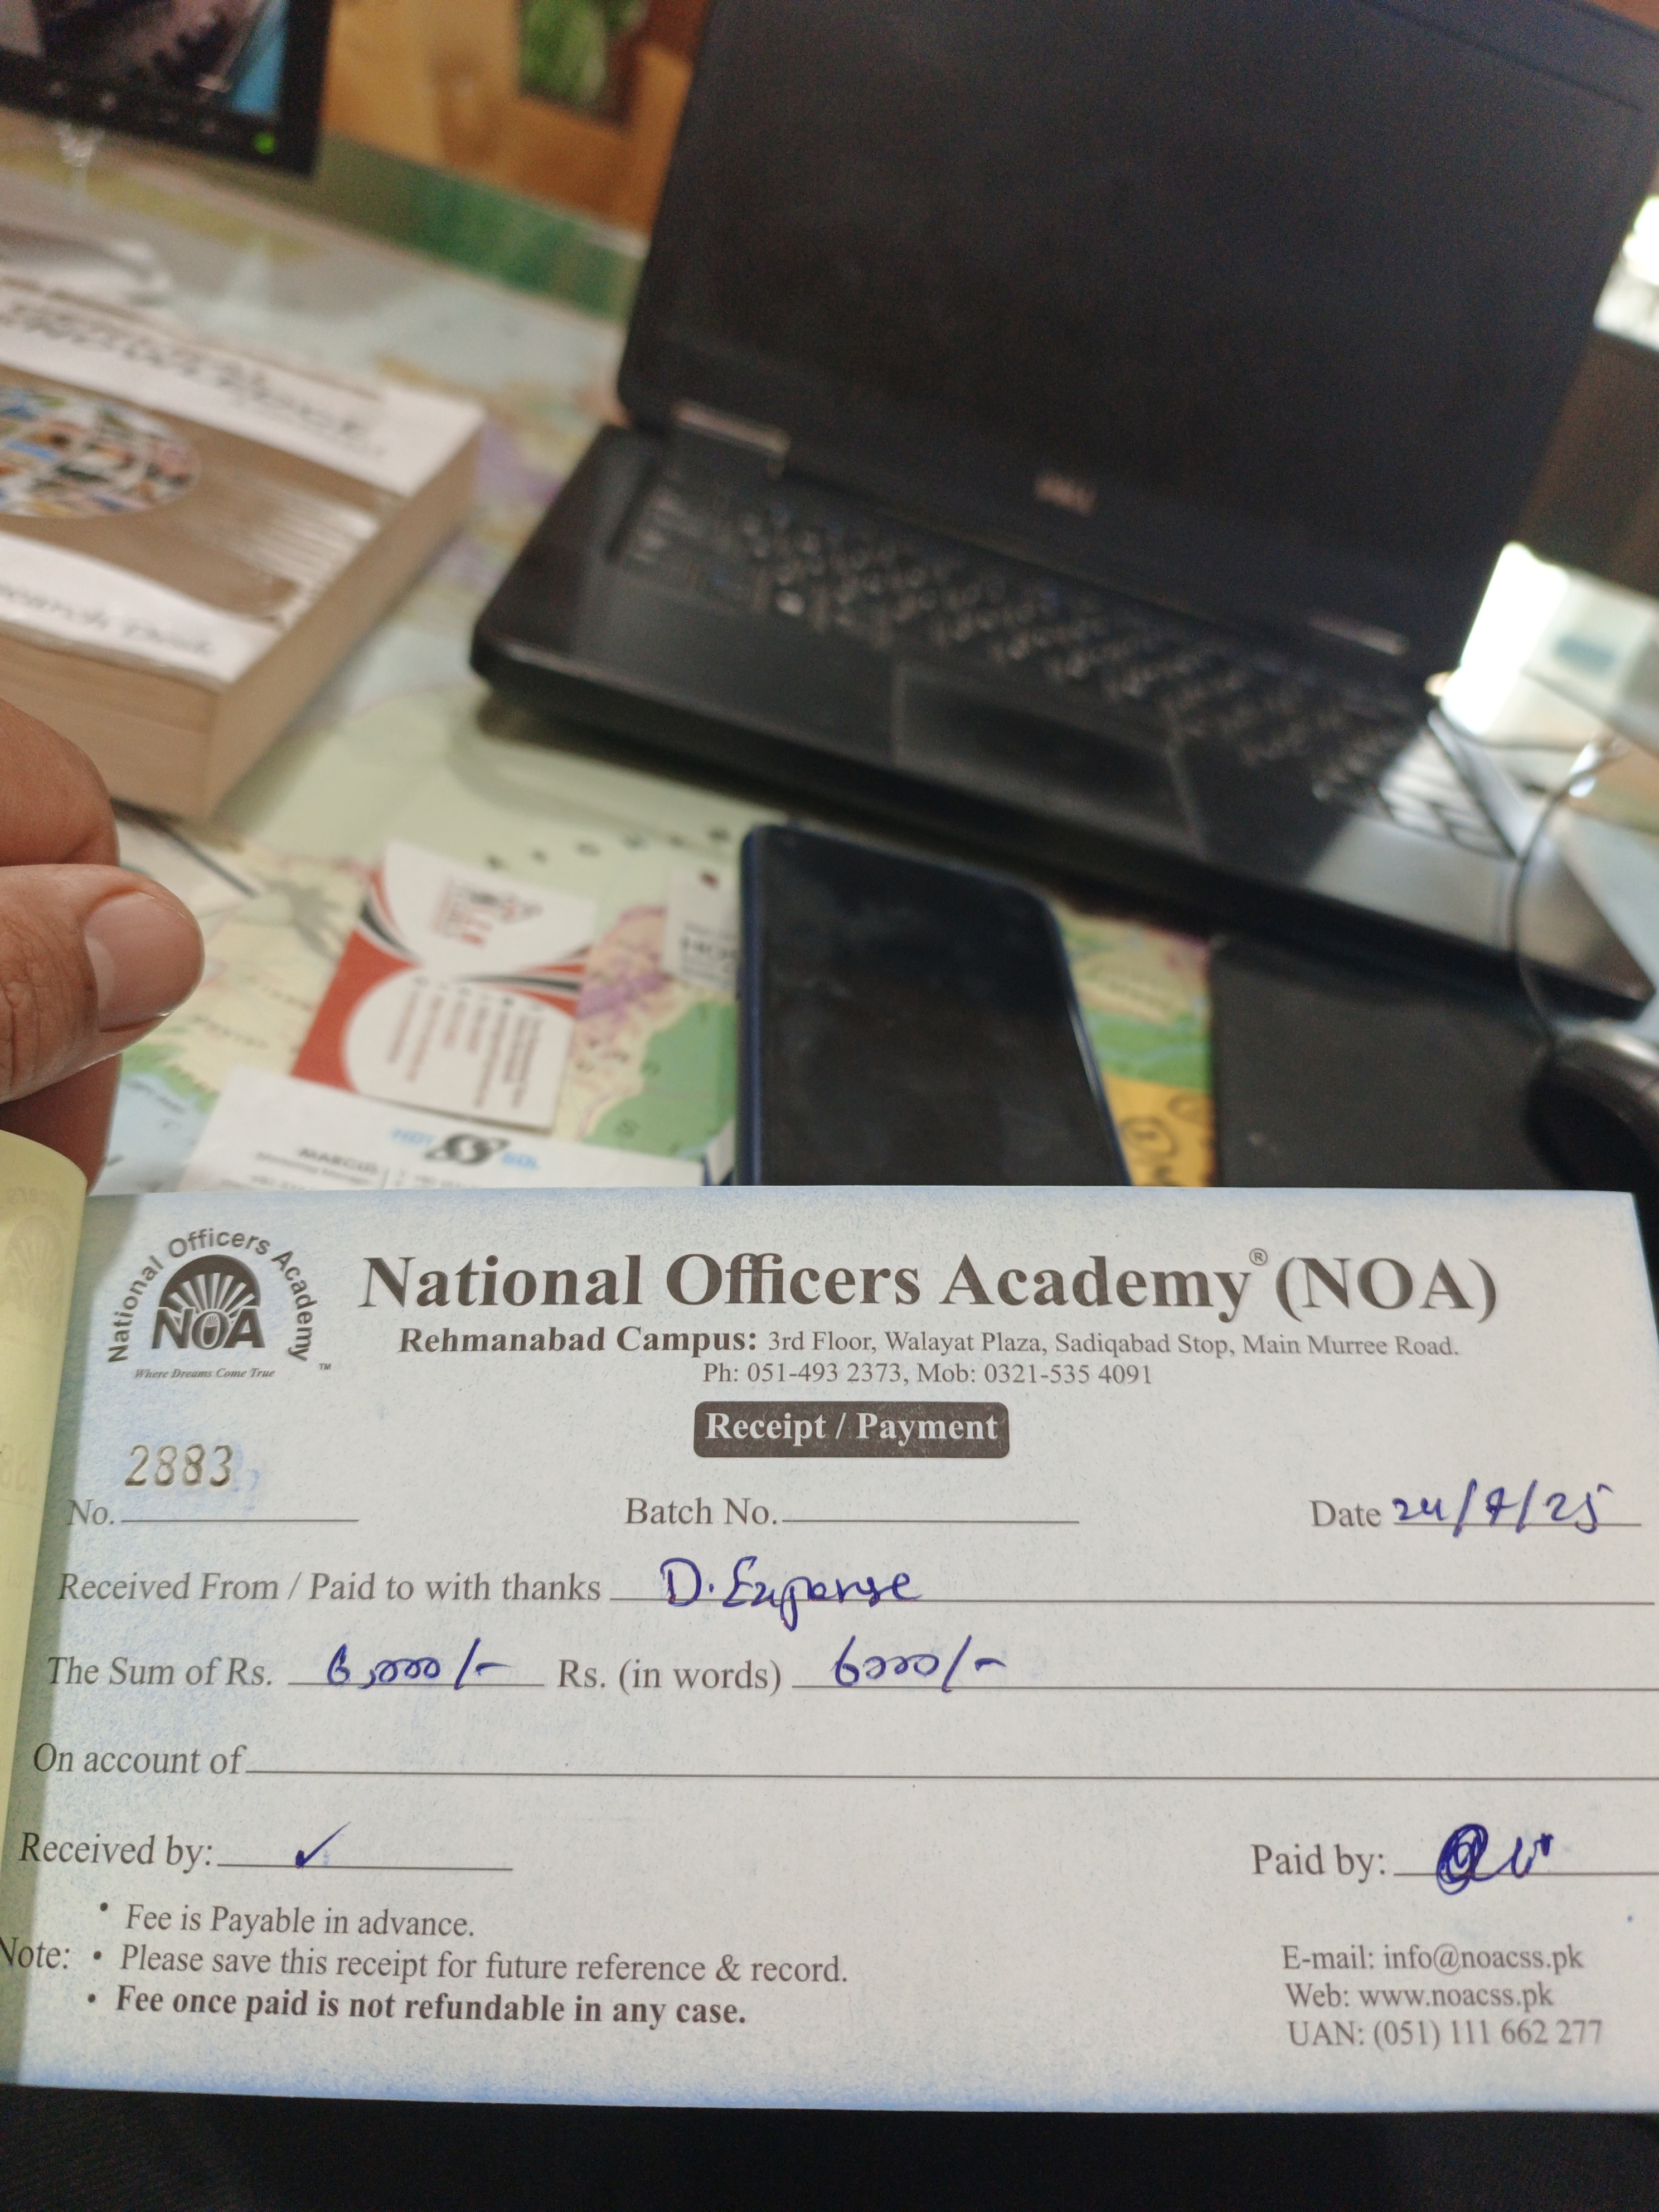 DELL
MARCUS
National Officers Academy
NOA
Where Dreams Come True
TM
National Officers Academy® (NOA)
Rehmanabad Campus: 3rd Floor, Walayat Plaza, Sadiqabad Stop, Main Murree Road.
Ph: 051-493 2373, Mob: 0321-535 4091
Receipt / Payment
2883
No. Batch No. Date 24/7/25
Received From / Paid to with thanks D. Expense
The Sum of Rs. 6,000/- Rs. (in words) 6000/-
On account of
Received by: ✓ Paid by:
• Fee is Payable in advance.
Note: • Please save this receipt for future reference & record.
• Fee once paid is not refundable in any case.
E-mail: info@noacss.pk
Web: www.noacss.pk
UAN: (051) 111 662 277